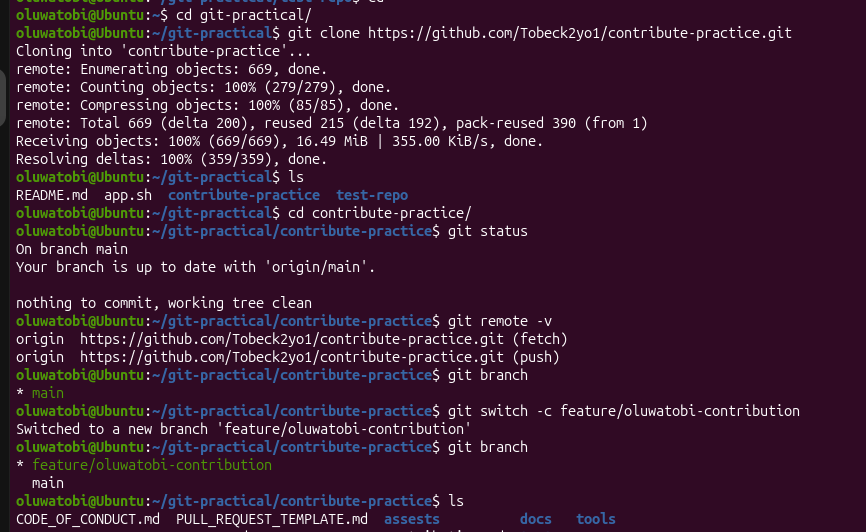 oluwatobi@Ubuntu:~$ cd git-practical/
oluwatobi@Ubuntu:~/git-practical$ git clone https://github.com/Tobeck2yo1/contribute-practice.git
Cloning into 'contribute-practice'...
remote: Enumerating objects: 669, done.
remote: Counting objects: 100% (279/279), done.
remote: Compressing objects: 100% (85/85), done.
remote: Total 669 (delta 200), reused 215 (delta 192), pack-reused 390 (from 1)
Receiving objects: 100% (669/669), 16.49 MiB | 355.00 KiB/s, done.
Resolving deltas: 100% (359/359), done.
oluwatobi@Ubuntu:~/git-practical$ ls
README.md  app.sh  contribute-practice  test-repo
oluwatobi@Ubuntu:~/git-practical$ cd contribute-practice/
oluwatobi@Ubuntu:~/git-practical/contribute-practice$ git status
On branch main
Your branch is up to date with 'origin/main'.

nothing to commit, working tree clean
oluwatobi@Ubuntu:~/git-practical/contribute-practice$ git remote -v
origin  https://github.com/Tobeck2yo1/contribute-practice.git (fetch)
origin  https://github.com/Tobeck2yo1/contribute-practice.git (push)
oluwatobi@Ubuntu:~/git-practical/contribute-practice$ git branch
* main
oluwatobi@Ubuntu:~/git-practical/contribute-practice$ git switch -c feature/oluwatobi-contribution
Switched to a new branch 'feature/oluwatobi-contribution'
oluwatobi@Ubuntu:~/git-practical/contribute-practice$ git branch
* feature/oluwatobi-contribution
  main
oluwatobi@Ubuntu:~/git-practical/contribute-practice$ ls
CODE_OF_CONDUCT.md  PULL_REQUEST_TEMPLATE.md  assests          docs   tools